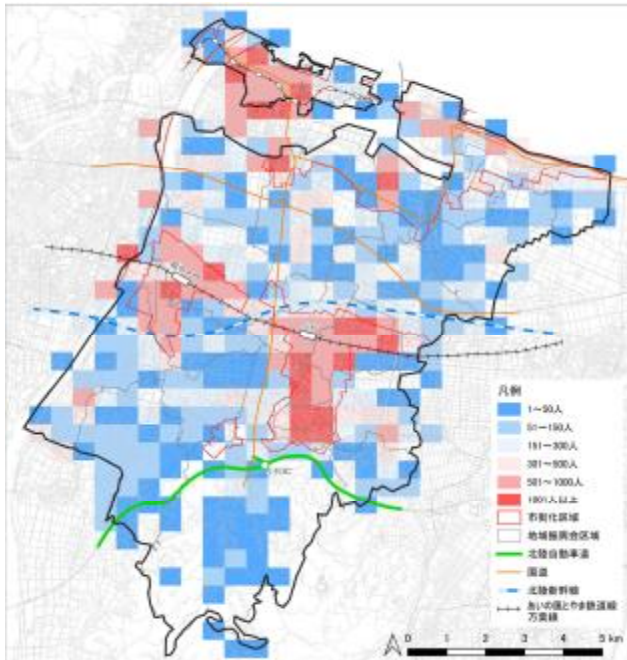 凡例
1～50人
51～150人
151～300人
301～500人
501～1000人
1001人以上
市街化区域
地域振興会区域
北陸自動車道
国道
北陸新幹線
あいの風とやま鉄道線
万葉線
0 1 2 3 4 5 km